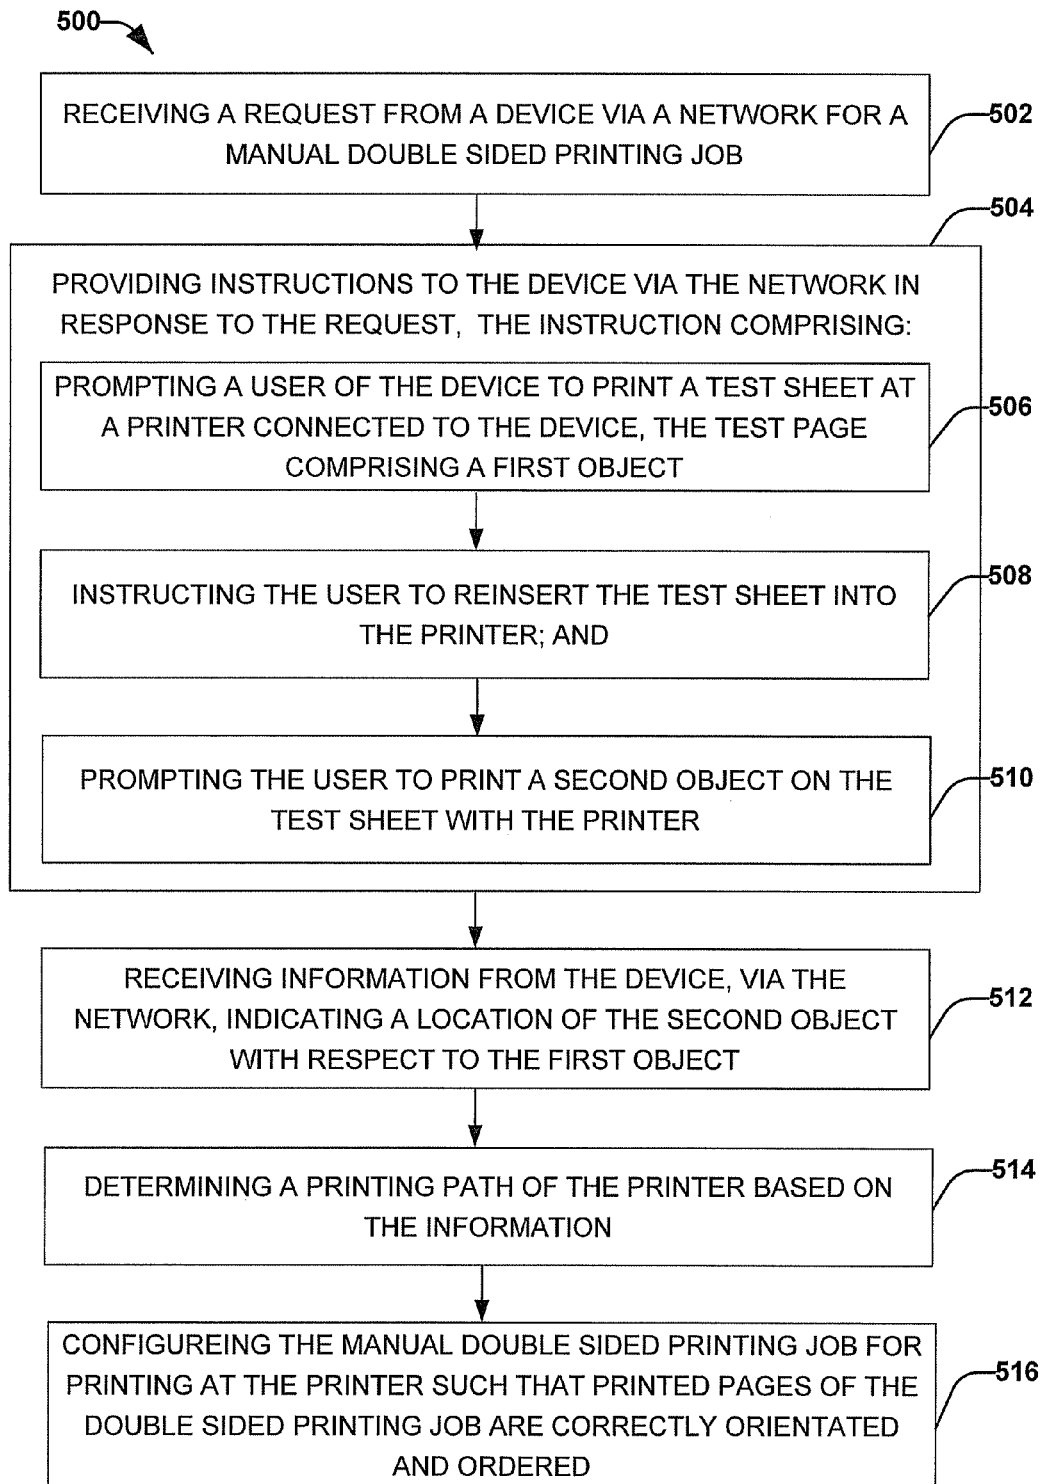 500
RECEIVING A REQUEST FROM A DEVICE VIA A NETWORK FOR A
MANUAL DOUBLE SIDED PRINTING JOB
502
504
PROVIDING INSTRUCTIONS TO THE DEVICE VIA THE NETWORK IN
RESPONSE TO THE REQUEST, THE INSTRUCTION COMPRISING:
PROMPTING A USER OF THE DEVICE TO PRINT A TEST SHEET AT
A PRINTER CONNECTED TO THE DEVICE, THE TEST PAGE
COMPRISING A FIRST OBJECT
506
INSTRUCTING THE USER TO REINSERT THE TEST SHEET INTO
THE PRINTER; AND
508
PROMPTING THE USER TO PRINT A SECOND OBJECT ON THE
TEST SHEET WITH THE PRINTER
510
RECEIVING INFORMATION FROM THE DEVICE, VIA THE
NETWORK, INDICATING A LOCATION OF THE SECOND OBJECT
WITH RESPECT TO THE FIRST OBJECT
512
DETERMINING A PRINTING PATH OF THE PRINTER BASED ON
THE INFORMATION
514
CONFIGUREING THE MANUAL DOUBLE SIDED PRINTING JOB FOR
PRINTING AT THE PRINTER SUCH THAT PRINTED PAGES OF THE
DOUBLE SIDED PRINTING JOB ARE CORRECTLY ORIENTATED
AND ORDERED
516